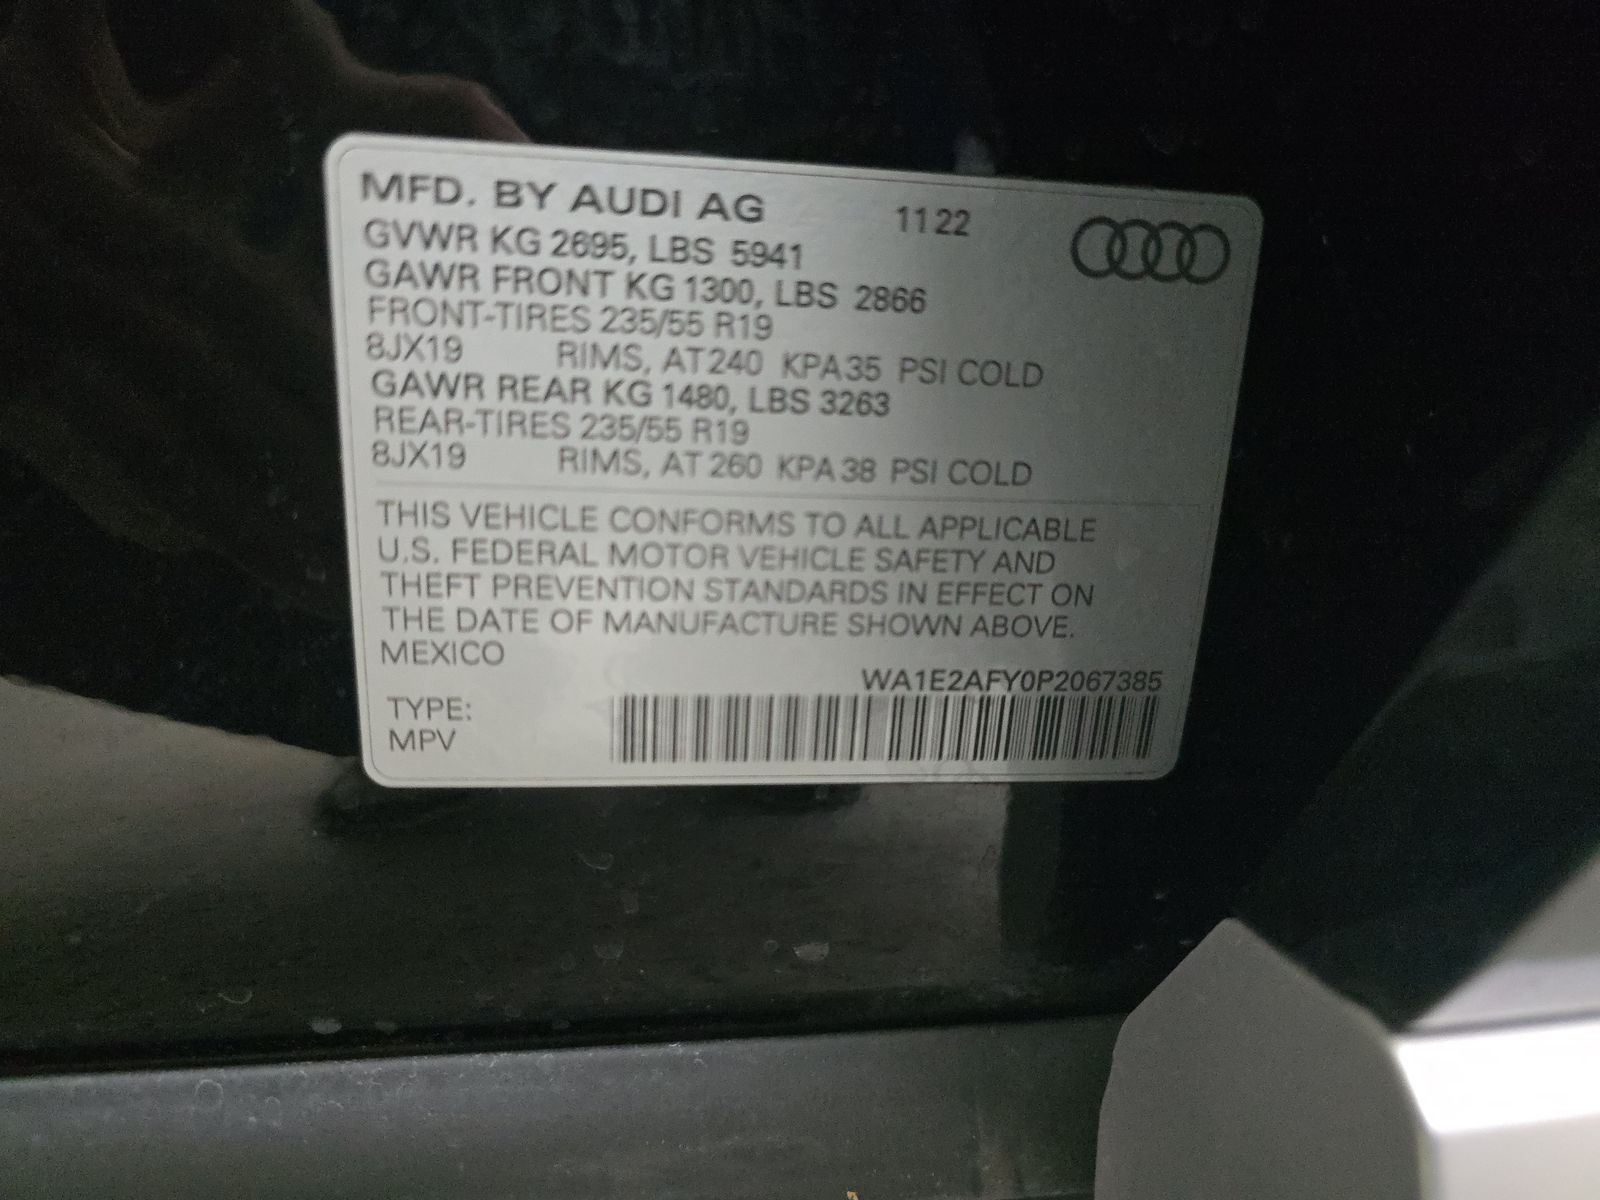 MFD. BY AUDI AG 1122
GVWR KG 2695, LBS 5941
GAWR FRONT KG 1300, LBS 2866
FRONT-TIRES 235/55 R19
8JX19 RIMS, AT 240 KPA 35 PSI COLD
GAWR REAR KG 1480, LBS 3263
REAR-TIRES 235/55 R19
8JX19 RIMS, AT 260 KPA 38 PSI COLD
THIS VEHICLE CONFORMS TO ALL APPLICABLE
U.S. FEDERAL MOTOR VEHICLE SAFETY AND
THEFT PREVENTION STANDARDS IN EFFECT ON
THE DATE OF MANUFACTURE SHOWN ABOVE.
MEXICO
WA1E2AFY0P2067385
TYPE:
MPV